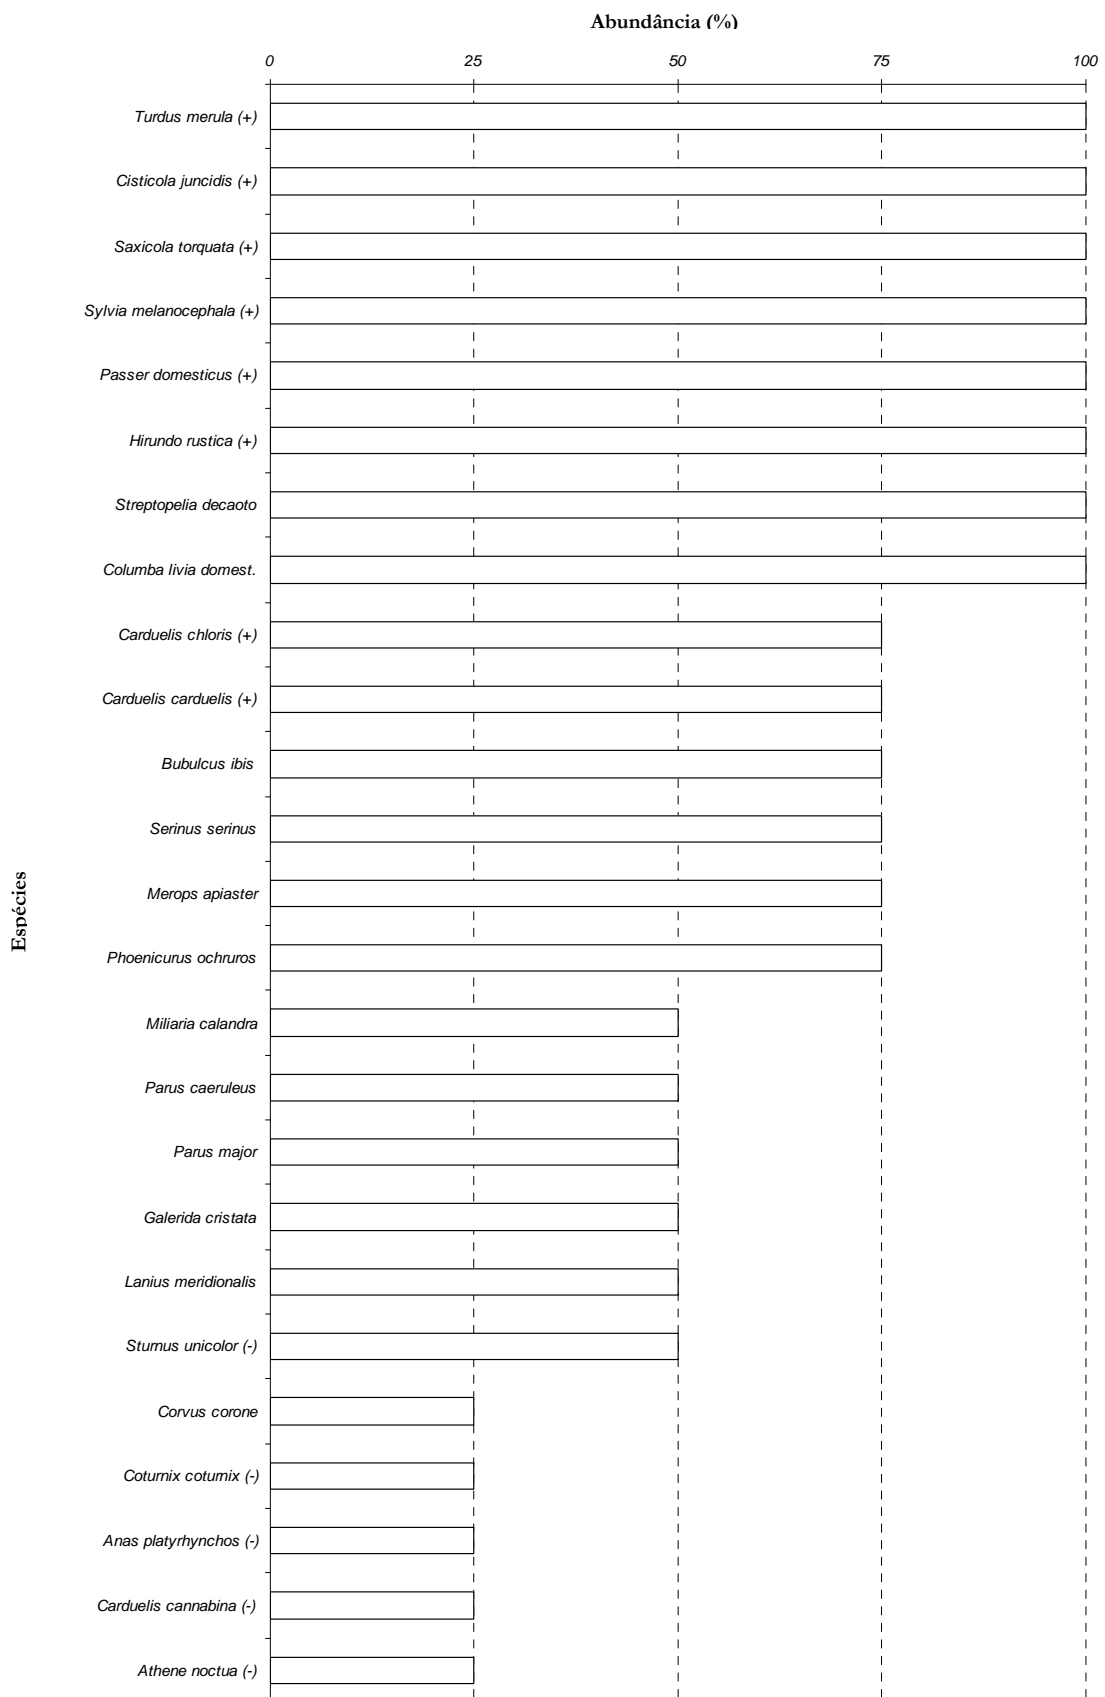 Abundância (%)
0 25 50 75 100
Turdus merula (+)
Cisticola juncidis (+)
Saxicola torquata (+)
Sylvia melanocephala (+)
Passer domesticus (+)
Hirundo rustica (+)
Streptopelia decaoto
Columba livia domest.
Carduelis chloris (+)
Carduelis carduelis (+)
Bubulcus ibis
Serinus serinus
Merops apiaster
Phoenicurus ochruros
Miliaria calandra
Parus caeruleus
Parus major
Galerida cristata
Lanius meridionalis
Sturnus unicolor (-)
Corvus corone
Coturnix coturnix (-)
Anas platyrhynchos (-)
Carduelis cannabina (-)
Athene noctua (-)
Espécies